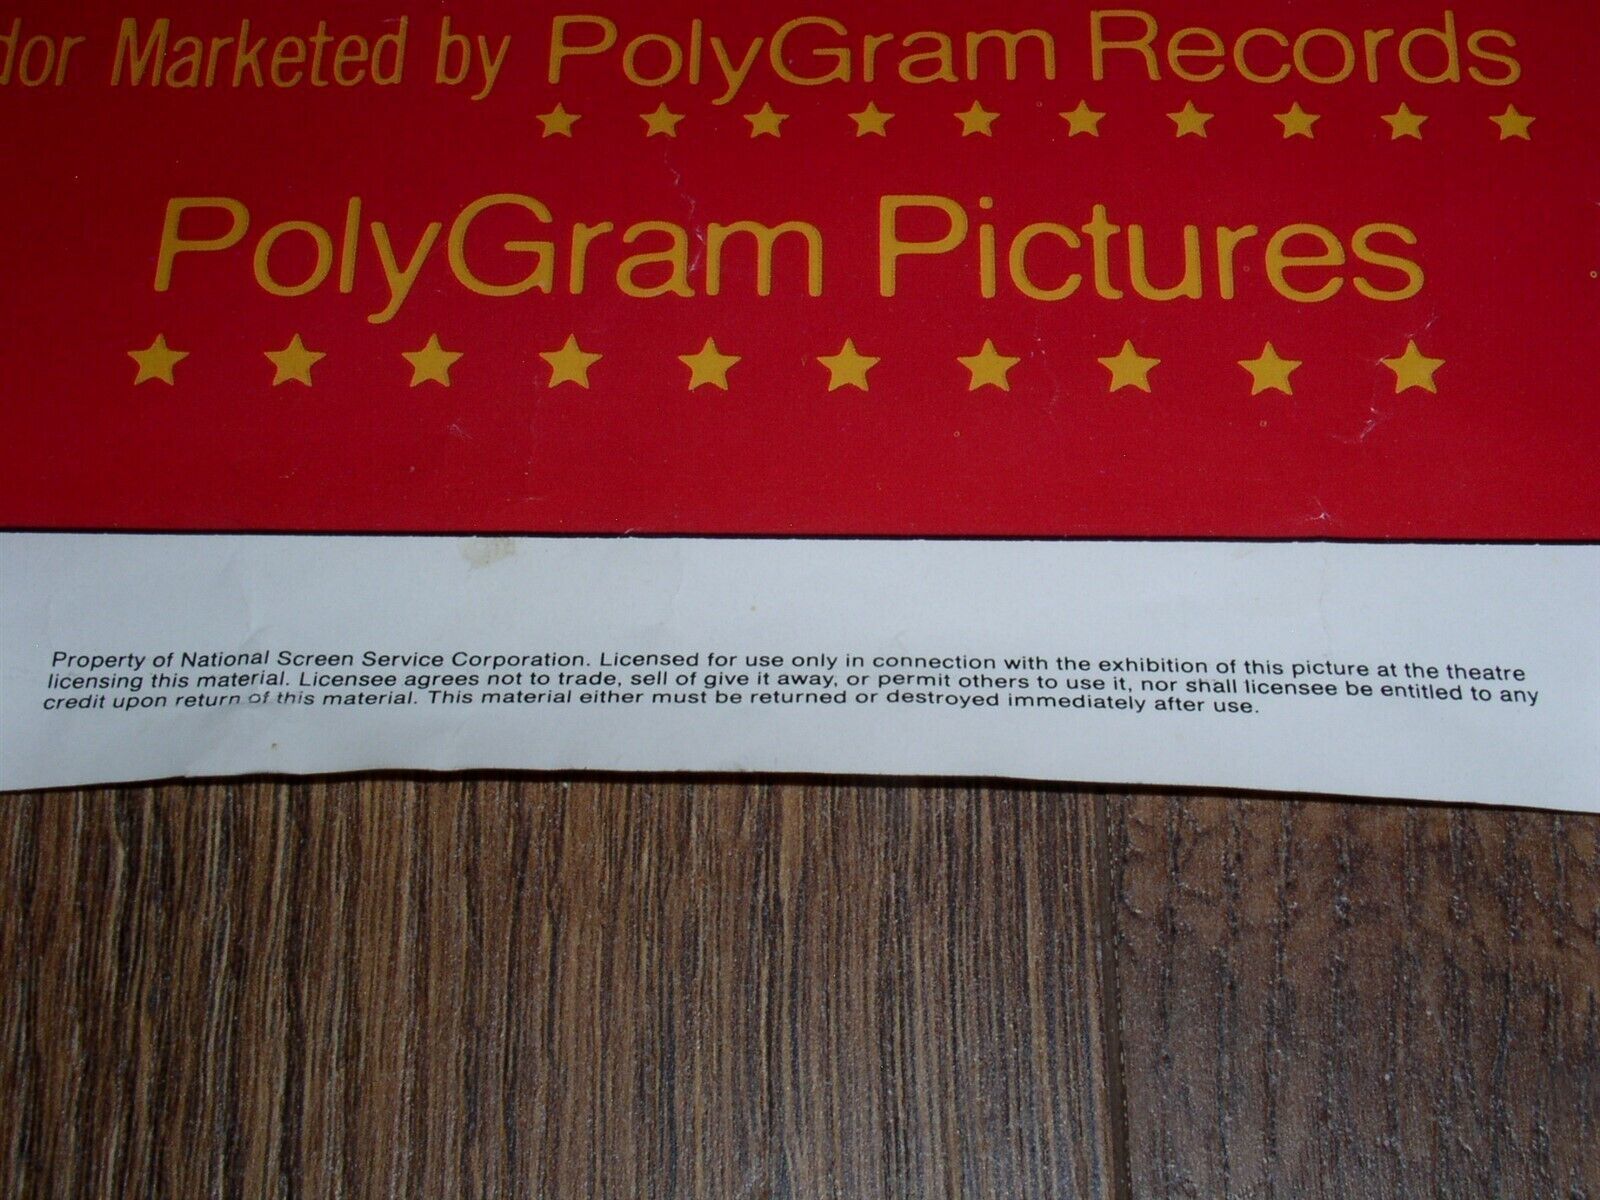 Marketed by PolyGram Records
PolyGram Pictures
Property of National Screen Service Corporation. Licensed for use only in connection with the exhibition of this picture at the theatre
licensing this material. Licensee agrees not to trade, sell of give it away, or permit others to use it, nor shall licensee be entitled to any
credit upon return of this material. This material either must be returned or destroyed immediately after use.